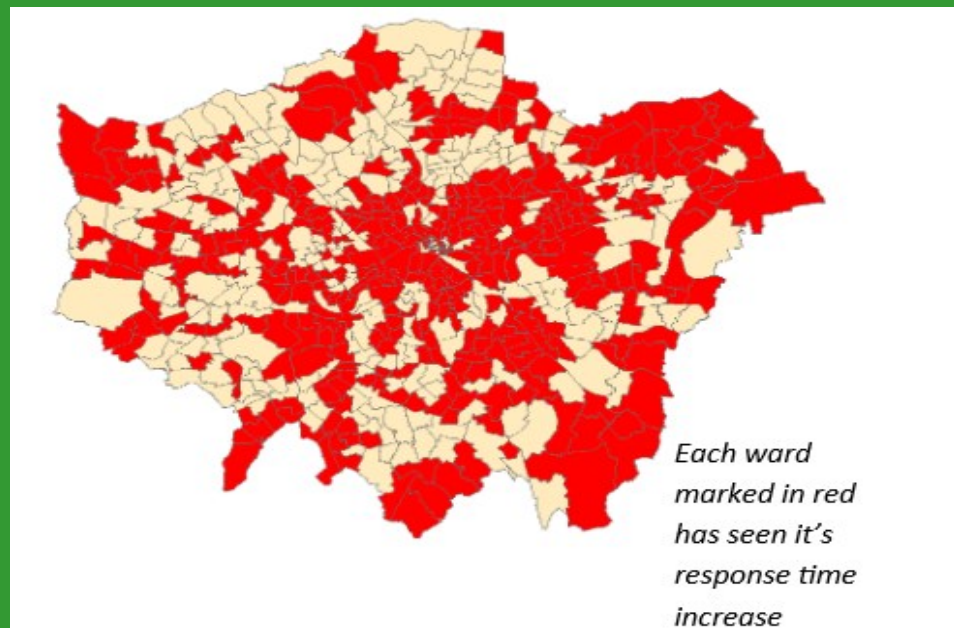 Each ward
marked in red
has seen it’s
response time
increase